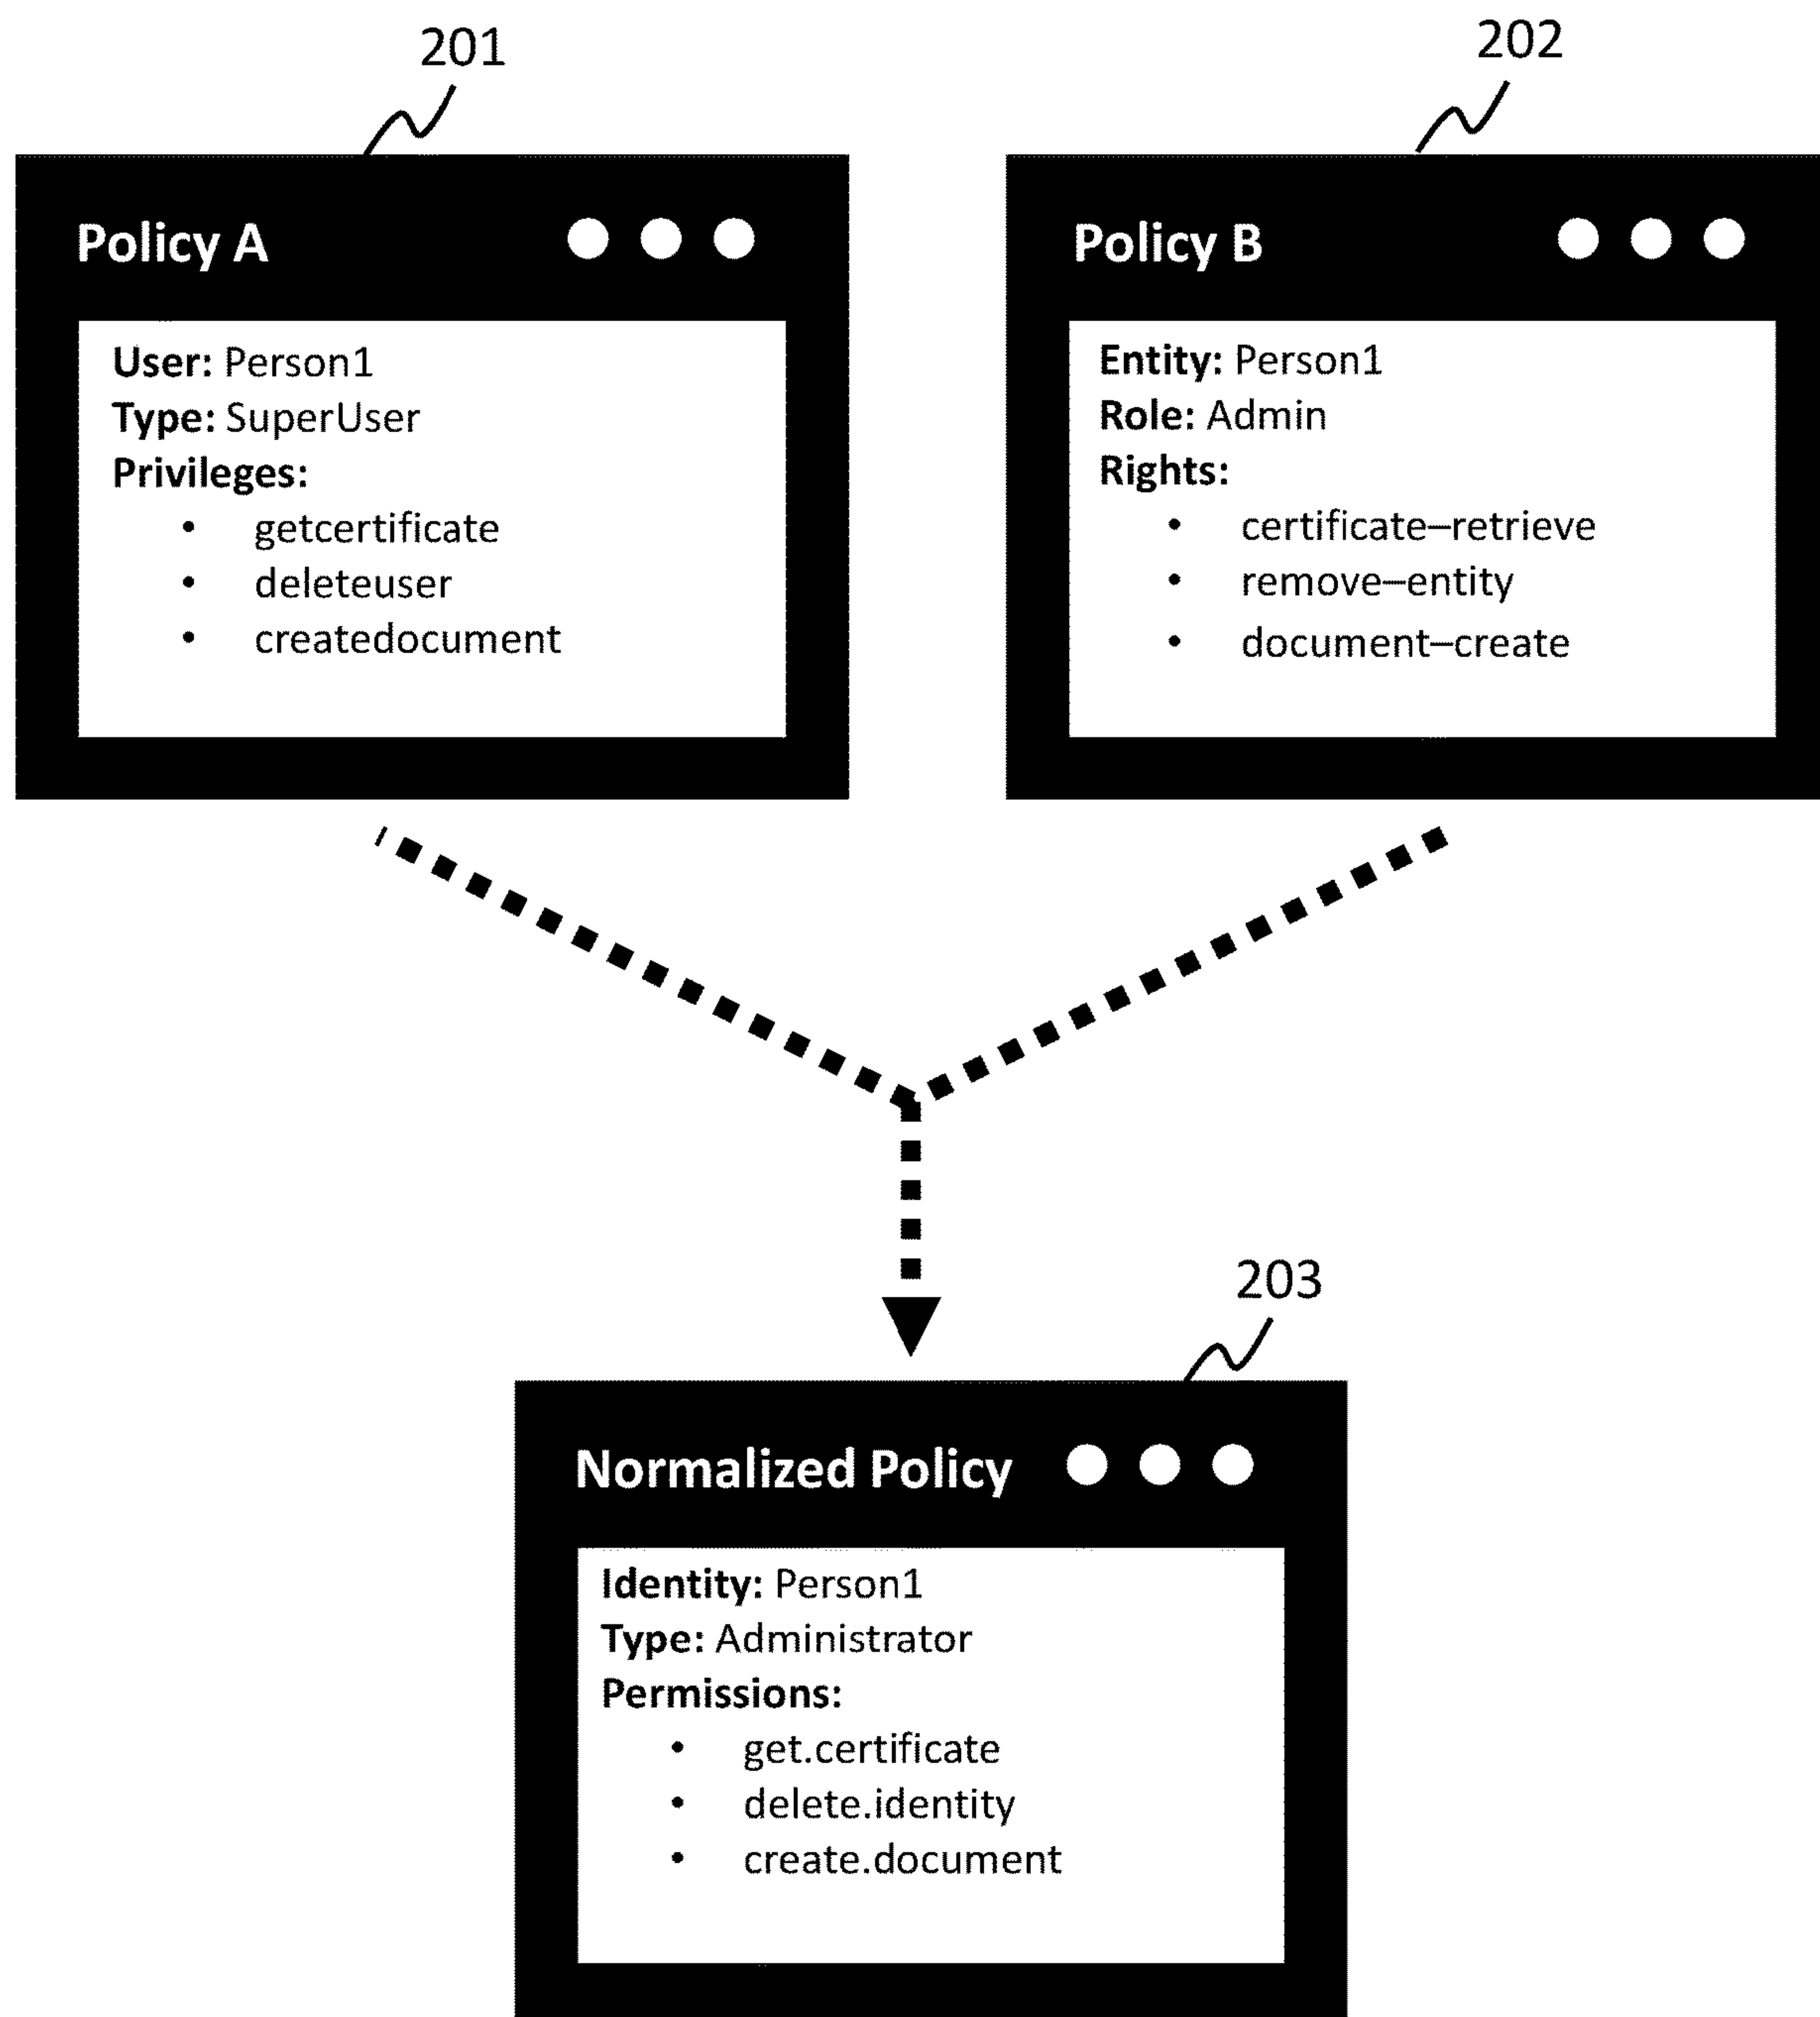 201
202
Policy A
User: Person1
Type: SuperUser
Privileges:
• getcertificate
• deleteuser
• createdocument
Policy B
Entity: Person1
Role: Admin
Rights:
• certificate–retrieve
• remove–entity
• document–create
203
Normalized Policy
Identity: Person1
Type: Administrator
Permissions:
• get.certificate
• delete.identity
• create.document